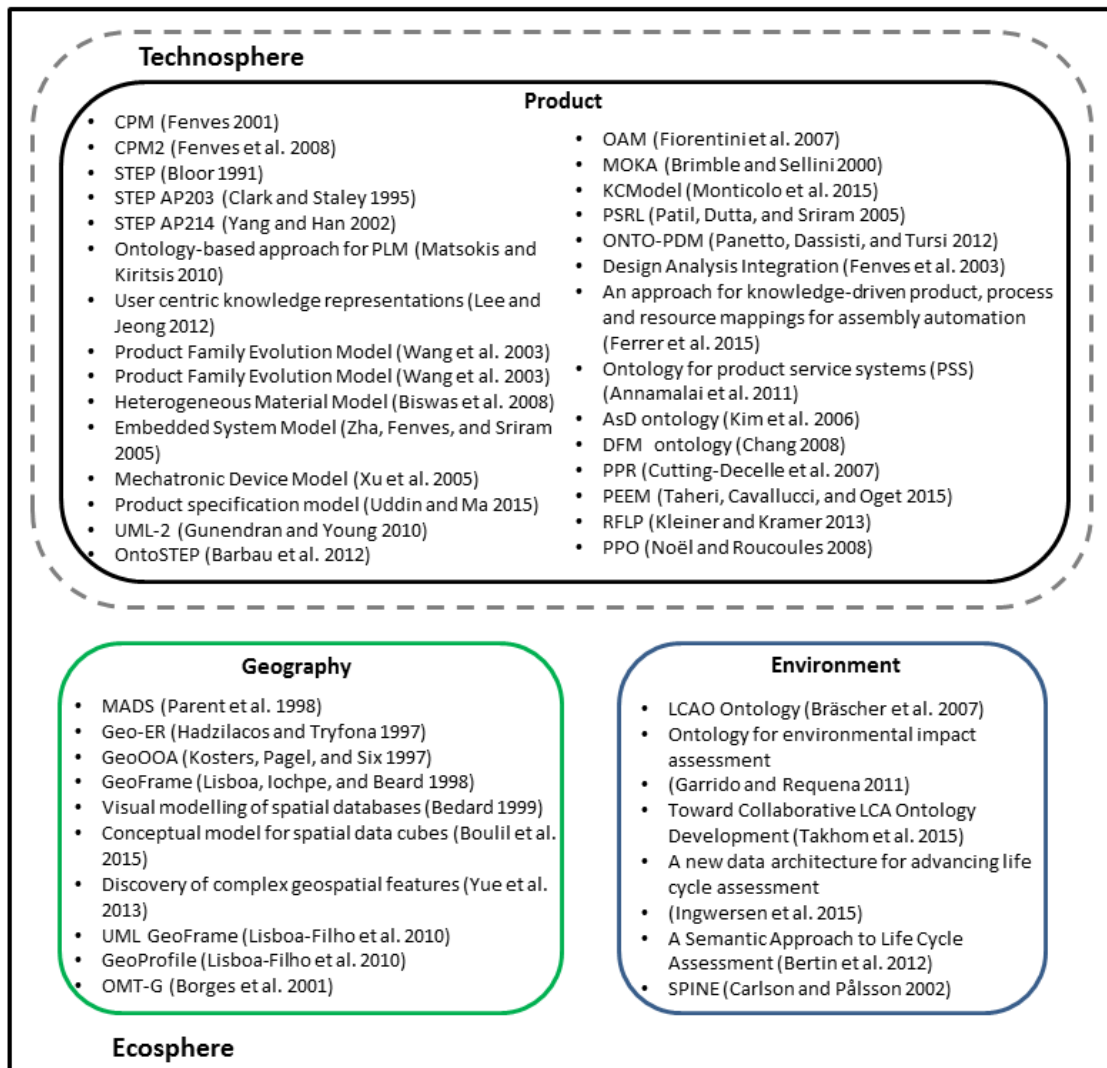 Technosphere
Product
• CPM (Fenves 2001)
• CPM2 (Fenves et al. 2008)
• STEP (Bloor 1991)
• STEP AP203 (Clark and Staley 1995)
• STEP AP214 (Yang and Han 2002)
• Ontology-based approach for PLM (Matsokis and
Kiritsis 2010)
• User centric knowledge representations (Lee and
Jeong 2012)
• Product Family Evolution Model (Wang et al. 2003)
• Product Family Evolution Model (Wang et al. 2003)
• Heterogeneous Material Model (Biswas et al. 2008)
• Embedded System Model (Zha, Fenves, and Sriram
2005)
• Mechatronic Device Model (Xu et al. 2005)
• Product specification model (Uddin and Ma 2015)
• UML-2 (Gunendran and Young 2010)
• OntoSTEP (Barbau et al. 2012)
• OAM (Fiorentini et al. 2007)
• MOKA (Brimble and Sellini 2000)
• KCModel (Monticolo et al. 2015)
• PSRL (Patil, Dutta, and Sriram 2005)
• ONTO-PDM (Panetto, Dassisti, and Tursi 2012)
• Design Analysis Integration (Fenves et al. 2003)
• An approach for knowledge-driven product, process
and resource mappings for assembly automation
(Ferrer et al. 2015)
• Ontology for product service systems (PSS)
(Annamalai et al. 2011)
• AsD ontology (Kim et al. 2006)
• DFM ontology (Chang 2008)
• PPR (Cutting-Decelle et al. 2007)
• PEEM (Taheri, Cavallucci, and Oget 2015)
• RFLP (Kleiner and Kramer 2013)
• PPO (Noël and Roucoules 2008)
Geography
• MADS (Parent et al. 1998)
• Geo-ER (Hadzilacos and Tryfona 1997)
• GeoOOA (Kosters, Pagel, and Six 1997)
• GeoFrame (Lisboa, Iochpe, and Beard 1998)
• Visual modelling of spatial databases (Bedard 1999)
• Conceptual model for spatial data cubes (Boulil et al.
2015)
• Discovery of complex geospatial features (Yue et al.
2013)
• UML GeoFrame (Lisboa-Filho et al. 2010)
• GeoProfile (Lisboa-Filho et al. 2010)
• OMT-G (Borges et al. 2001)
Environment
• LCAO Ontology (Bräscher et al. 2007)
• Ontology for environmental impact
assessment
• (Garrido and Requena 2011)
• Toward Collaborative LCA Ontology
Development (Takhom et al. 2015)
• A new data architecture for advancing life
cycle assessment
• (Ingwersen et al. 2015)
• A Semantic Approach to Life Cycle
Assessment (Bertin et al. 2012)
• SPINE (Carlson and Pålsson 2002)
Ecosphere